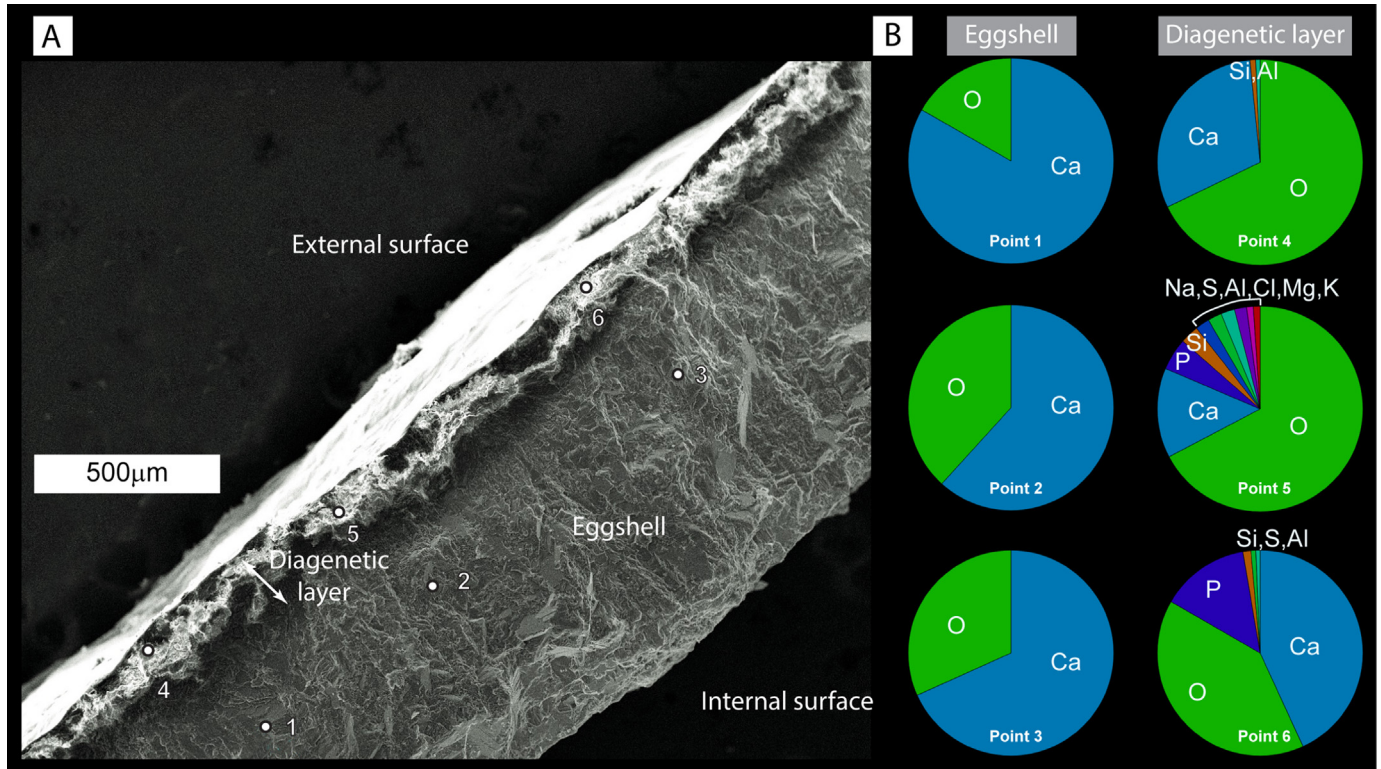 A
External surface
6
3
500μm
5
Eggshell
Diagenetic
layer
2
4
1
Internal surface
B
Eggshell
Diagenetic layer
O
Ca
Point 1
Si,Al
Ca
O
Point 4
O
Ca
Point 2
Na,S,Al,Cl,Mg,K
Si
P
Ca
O
Point 5
O
Ca
Point 3
Si,S,Al
P
Ca
O
Point 6